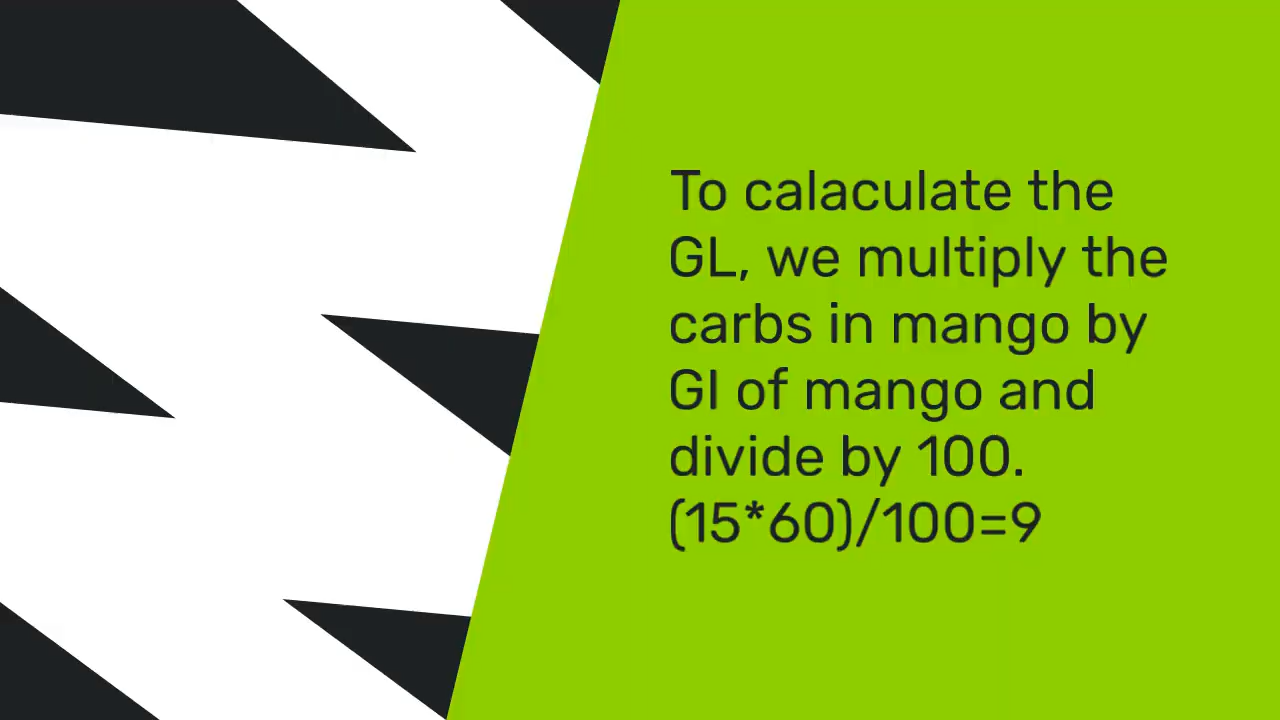 To calaculate the
GL, we multiply the
carbs in mango by
GI of mango and
divide by 100.
(15*60)/100=9